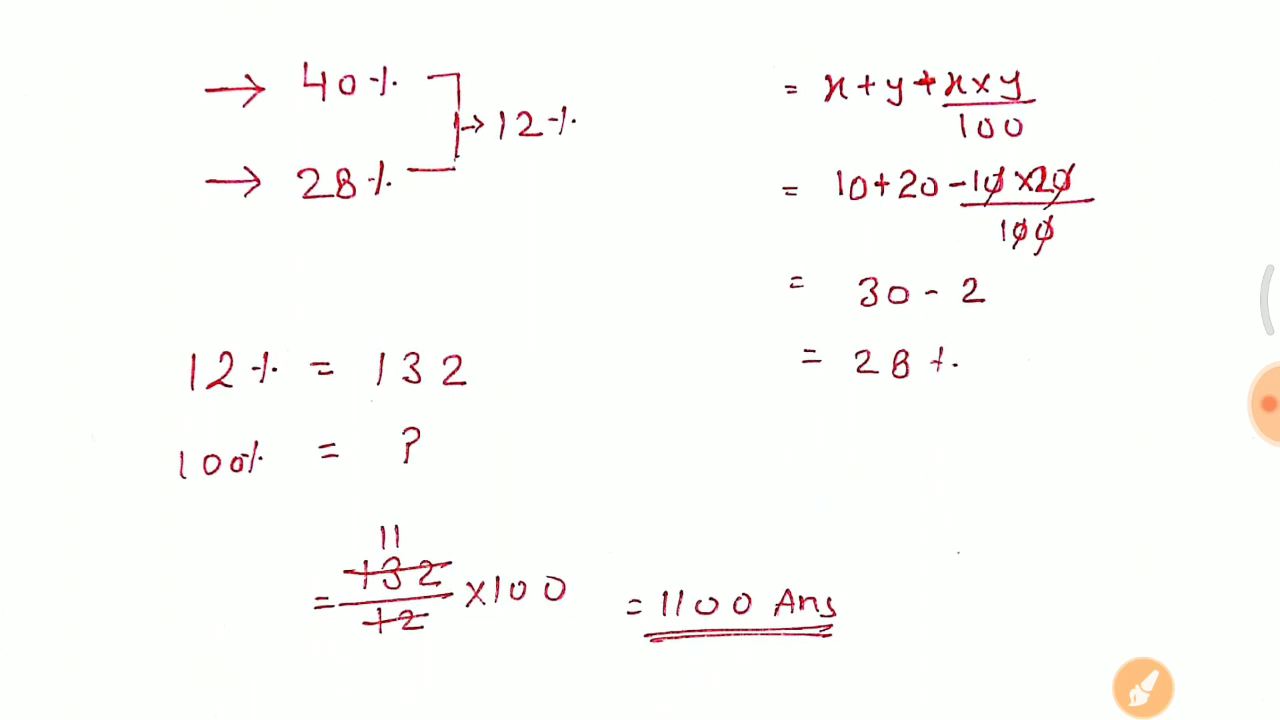 → 40%
→ 12%
→ 28%
12% = 132
100% = ?
11
= 132/12 ×100 = 1100 Ans
= x+y+x×y/100
= 10+20-10×20/100
= 30-2
= 28%